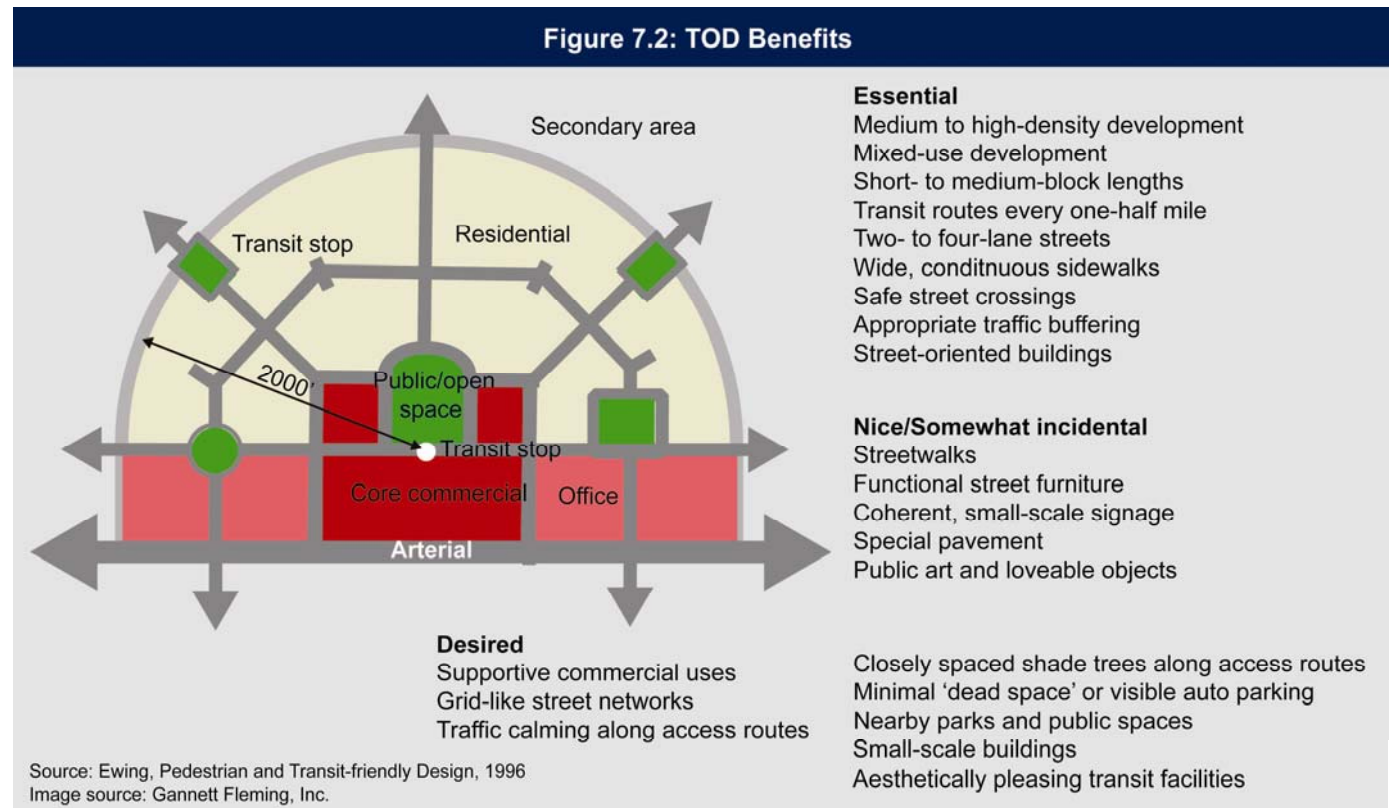 Figure 7.2: TOD Benefits
Secondary area
Transit stop
Residential
2000'
Public/open
space
Transit stop
Core commercial
Office
Arterial
Essential
Medium to high-density development
Mixed-use development
Short- to medium-block lengths
Transit routes every one-half mile
Two- to four-lane streets
Wide, conditnuous sidewalks
Safe street crossings
Appropriate traffic buffering
Street-oriented buildings
Nice/Somewhat incidental
Streetwalks
Functional street furniture
Coherent, small-scale signage
Special pavement
Public art and loveable objects
Desired
Supportive commercial uses
Grid-like street networks
Traffic calming along access routes
Closely spaced shade trees along access routes
Minimal ‘dead space’ or visible auto parking
Nearby parks and public spaces
Small-scale buildings
Aesthetically pleasing transit facilities
Source: Ewing, Pedestrian and Transit-friendly Design, 1996
Image source: Gannett Fleming, Inc.